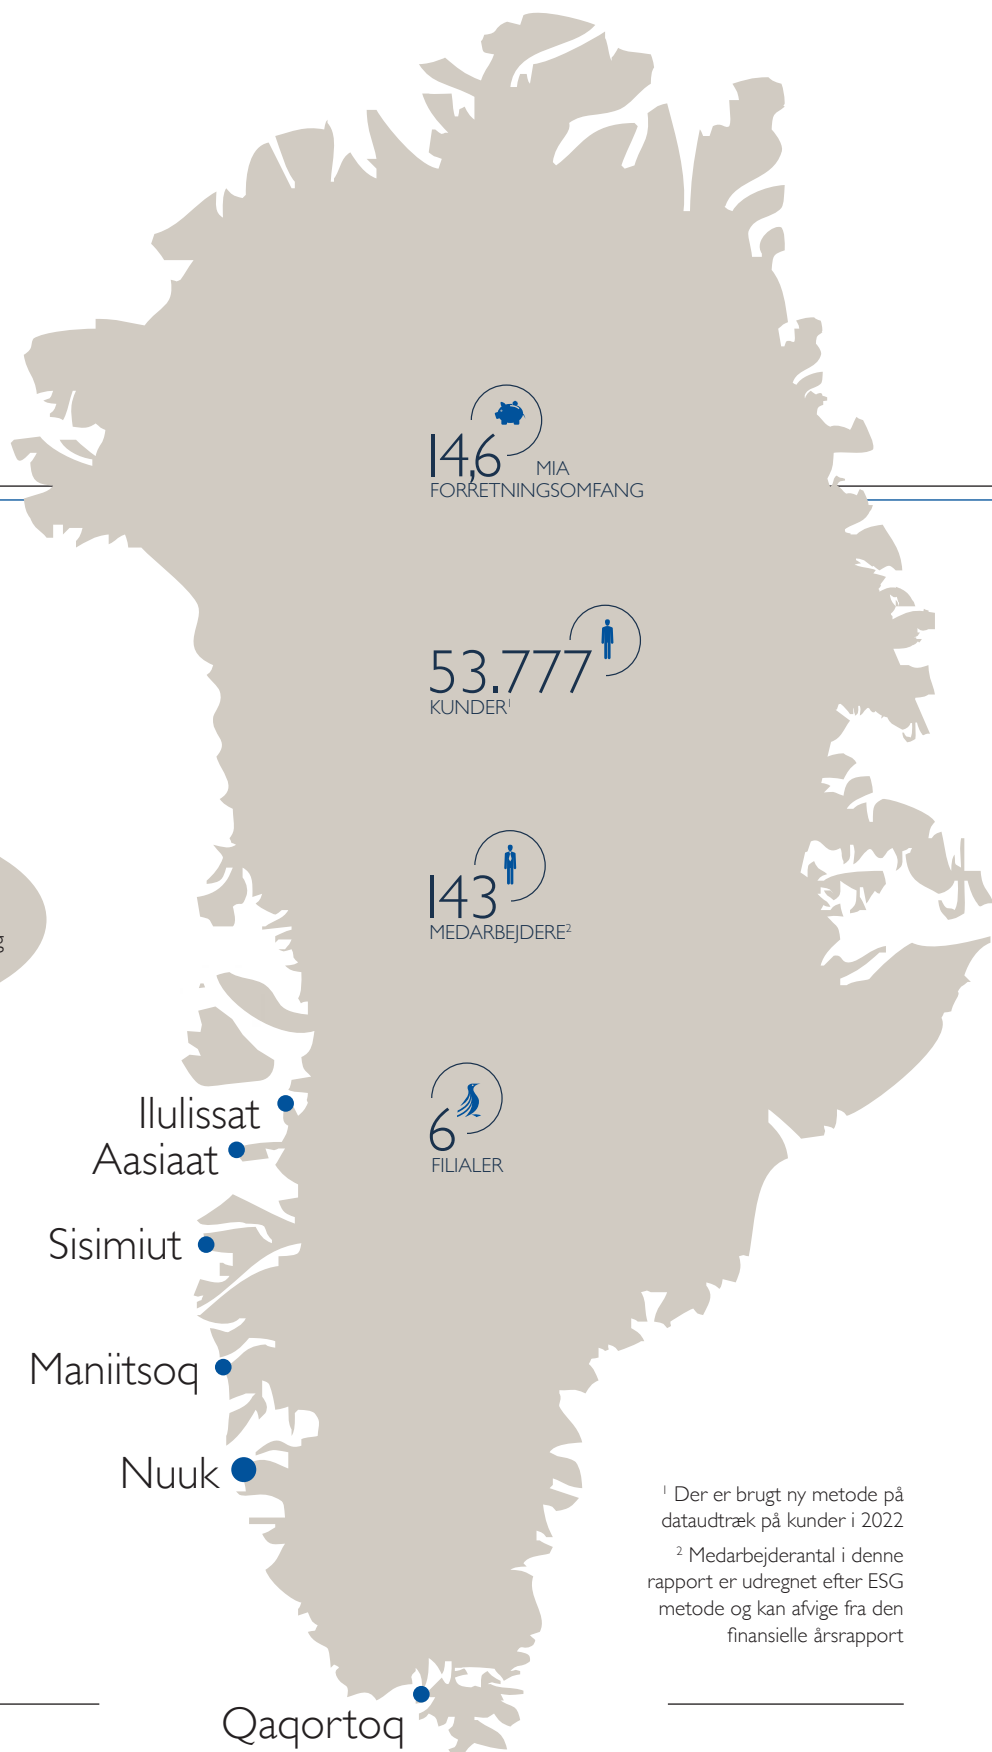 14,6 MIA
FORRETNINGSOMFANG
53.777
KUNDER¹
143
MEDARBEJDERE²
6
FILIALER
Ilulissat
Aasiaat
Sisimiut
Maniitsoq
Nuuk
Qaqortoq
¹ Der er brugt ny metode på
dataudtræk på kunder i 2022
² Medarbejderantal i denne
rapport er udregnet efter ESG
metode og kan afvige fra den
finansielle årsrapport